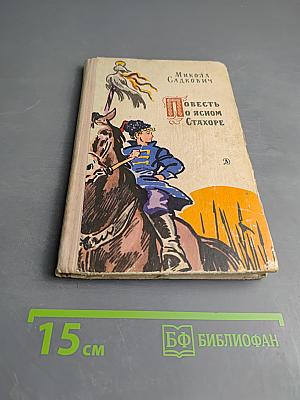 Микола
Садкович
Повесть
о ясном
Стахоре
15 см
БФ БИБЛИОФАН